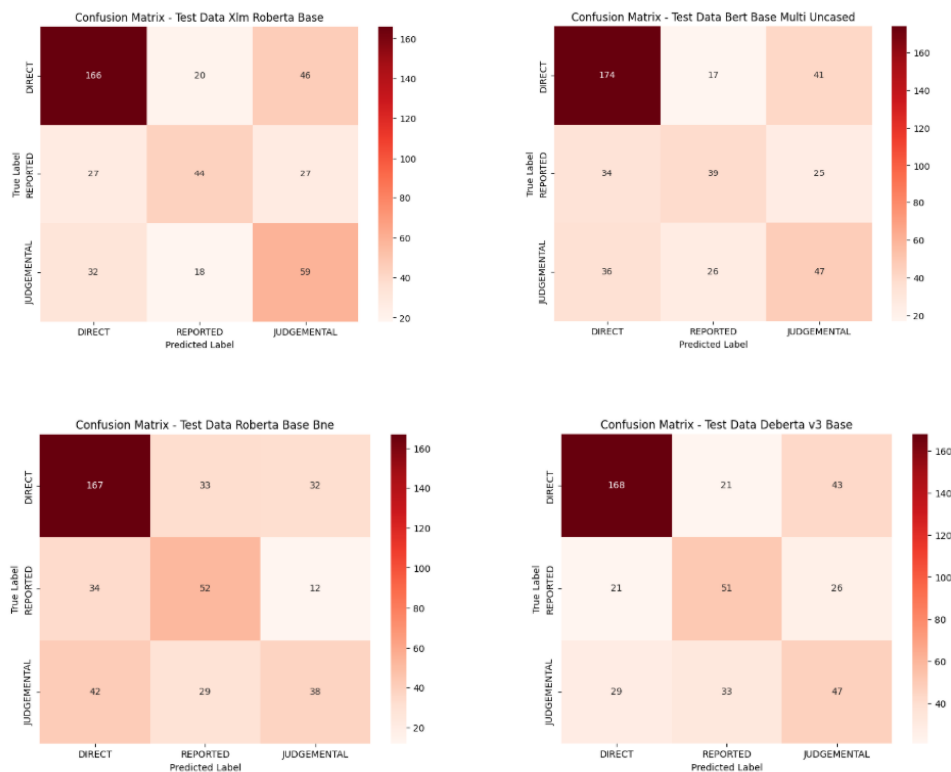 Confusion Matrix - Test Data Xlm Roberta Base
DIRECT
REPORTED
JUDGEMENTAL
True Label
166 20 46
27 44 27
32 18 59
DIRECT REPORTED JUDGEMENTAL
Predicted Label
160
140
120
100
80
60
40
20
Confusion Matrix - Test Data Bert Base Multi Uncased
DIRECT
REPORTED
JUDGEMENTAL
True Label
174 17 41
34 39 25
36 26 47
DIRECT REPORTED JUDGEMENTAL
Predicted Label
160
140
120
100
80
60
40
20
Confusion Matrix - Test Data Roberta Base Bne
DIRECT
REPORTED
JUDGEMENTAL
True Label
167 33 32
34 52 12
42 29 38
DIRECT REPORTED JUDGEMENTAL
Predicted Label
160
140
120
100
80
60
40
20
Confusion Matrix - Test Data Deberta v3 Base
DIRECT
REPORTED
JUDGEMENTAL
True Label
168 21 43
21 51 26
29 33 47
DIRECT REPORTED JUDGEMENTAL
Predicted Label
160
140
120
100
80
60
40